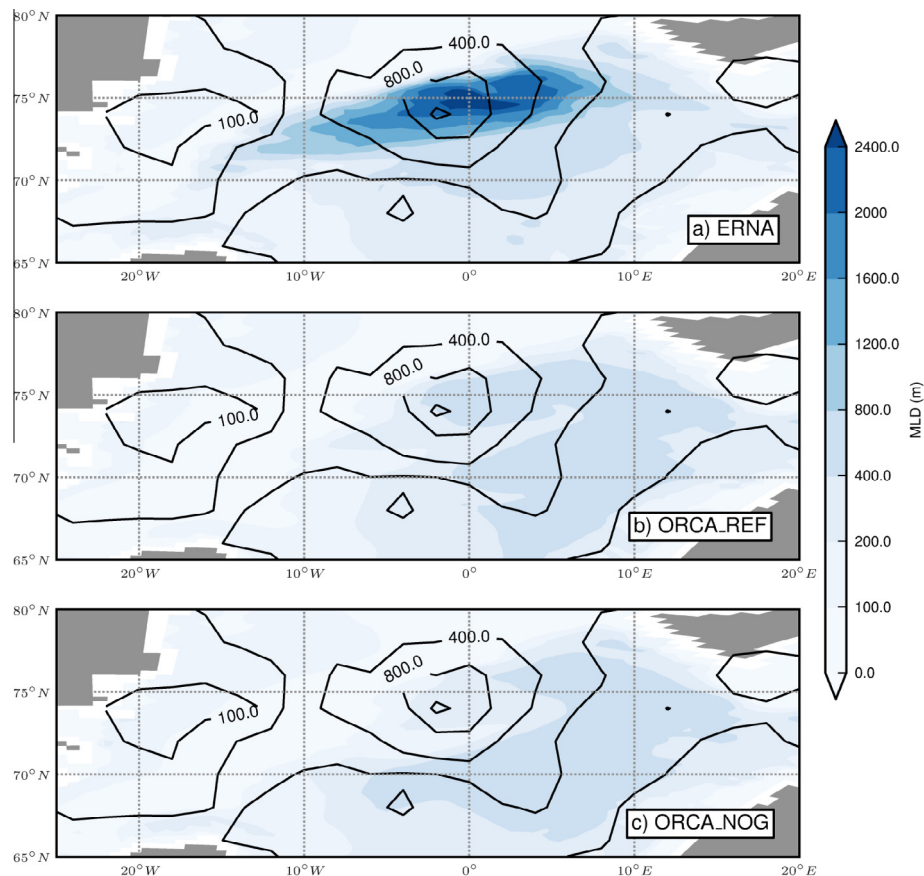 80° N
75° N
70° N
65° N
400.0
800.0
100.0
a) ERNA
20°W
10°W
0°
10°E
20°E
80° N
75° N
70° N
65° N
400.0
800.0
100.0
b) ORCA_REF
20°W
10°W
0°
10°E
20°E
80° N
75° N
70° N
65° N
400.0
800.0
100.0
c) ORCA_NOG
20°W
10°W
0°
10°E
20°E
2400.0
2000
1600.0
1200.0
800.0
400.0
200.0
100.0
0.0
MLD (m)